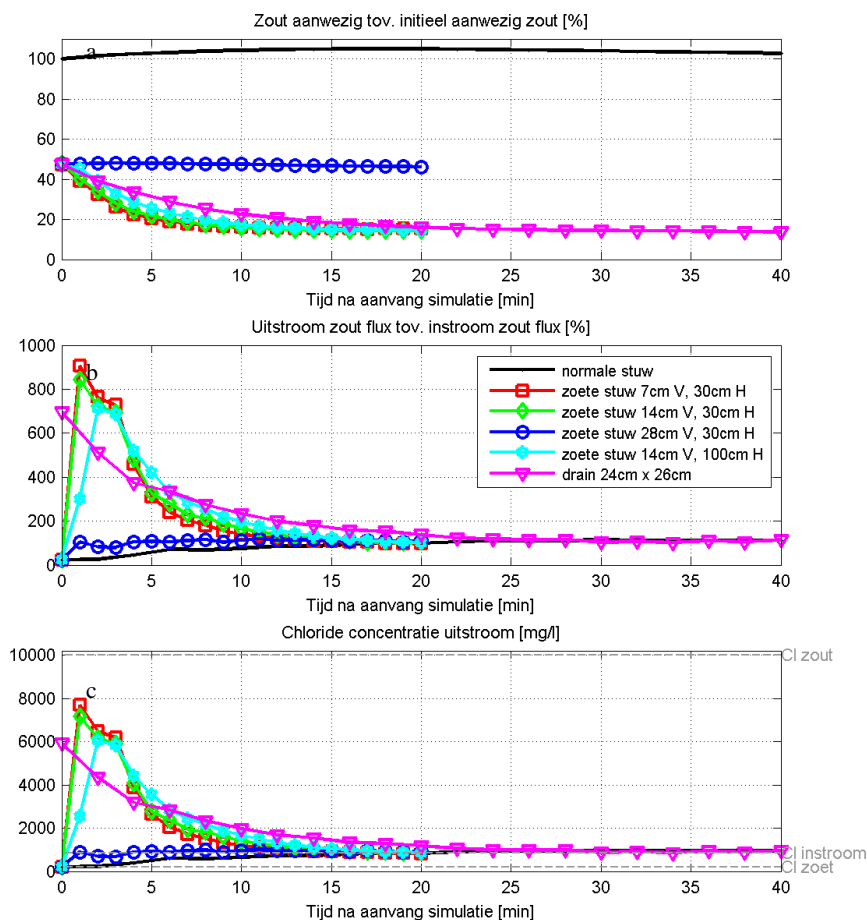 Zout aanwezig tov. initieel aanwezig zout [%]
a
100
80
60
40
20
0
0 5 10 15 20 25 30 35 40
Tijd na aanvang simulatie [min]
Uitstroom zout flux tov. instroom zout flux [%]
1000
b
normale stuw
zoete stuw 7cm V, 30cm H
zoete stuw 14cm V, 30cm H
zoete stuw 28cm V, 30cm H
zoete stuw 14cm V, 100cm H
drain 24cm x 26cm
800
600
400
200
0
0 5 10 15 20 25 30 35 40
Tijd na aanvang simulatie [min]
Chloride concentratie uitstroom [mg/l]
10000
Cl zout
c
8000
6000
4000
2000
Cl instroom
Cl zoet
0
0 5 10 15 20 25 30 35 40
Tijd na aanvang simulatie [min]